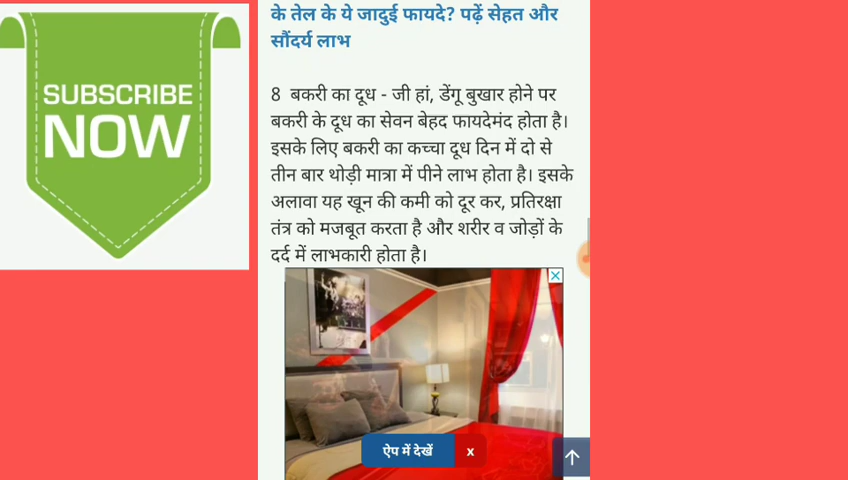 SUBSCRIBE
NOW
के तेल के ये जादुई फायदे? पढ़ें सेहत और
सौंदर्य लाभ
8 बकरी का दूध - जी हां, डेंगू बुखार होने पर
बकरी के दूध का सेवन बेहद फायदेमंद होता है।
इसके लिए बकरी का कच्चा दूध दिन में दो से
तीन बार थोड़ी मात्रा में पीने लाभ होता है। इसके
अलावा यह खून की कमी को दूर कर, प्रतिरक्षा
तंत्र को मजबूत करता है और शरीर व जोड़ों के
दर्द में लाभकारी होता है।
ऐप में देखें x